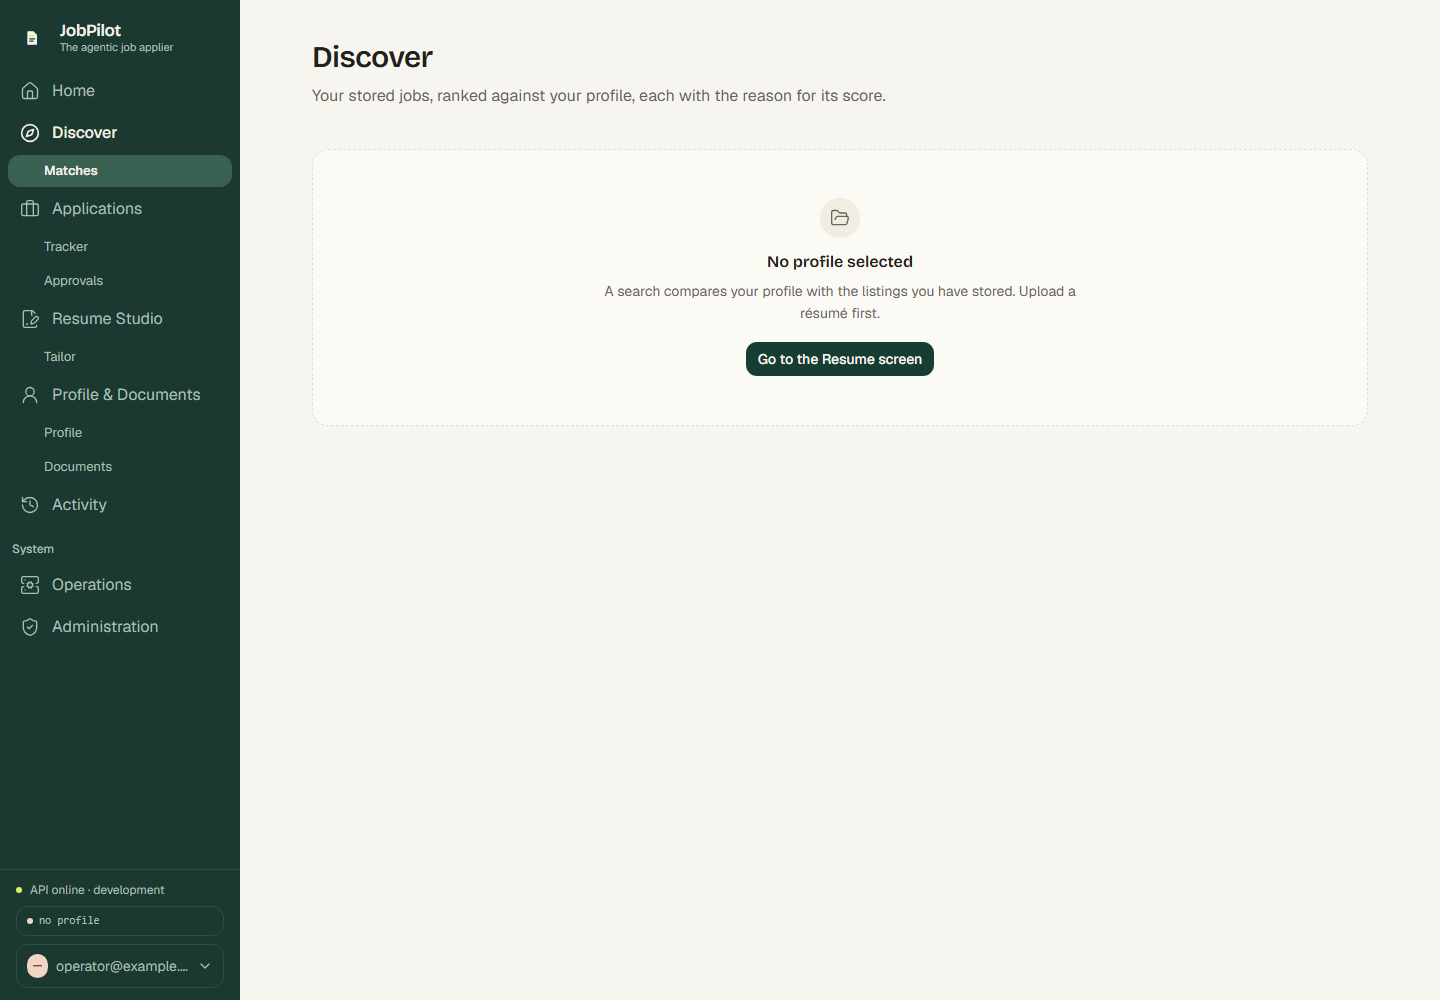 JobPilot
The agentic job applier
Home
Discover
Matches
Applications
Tracker
Approvals
Resume Studio
Tailor
Profile & Documents
Profile
Documents
Activity
System
Operations
Administration
API online · development
no profile
operator@example....
Discover
Your stored jobs, ranked against your profile, each with the reason for its score.
No profile selected
A search compares your profile with the listings you have stored. Upload a
résumé first.
Go to the Resume screen